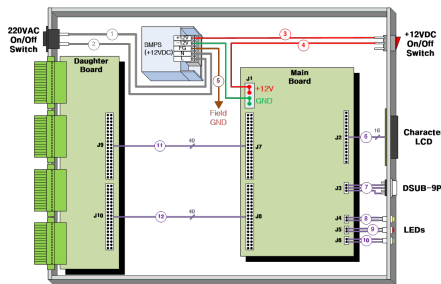 220VAC
On/Off
Switch
1
2
SMPS
(+12VDC)
3
4
+12VDC
On/Off
Switch
Daughter
Board
Main
Board
5
J1
+12V
GND
Field
GND
J9
11
40
J7
J2
6
16
Character
LCD
J3
7
DSUB-9P
J10
12
40
J8
J4
8
J5
9
LEDs
J6
10